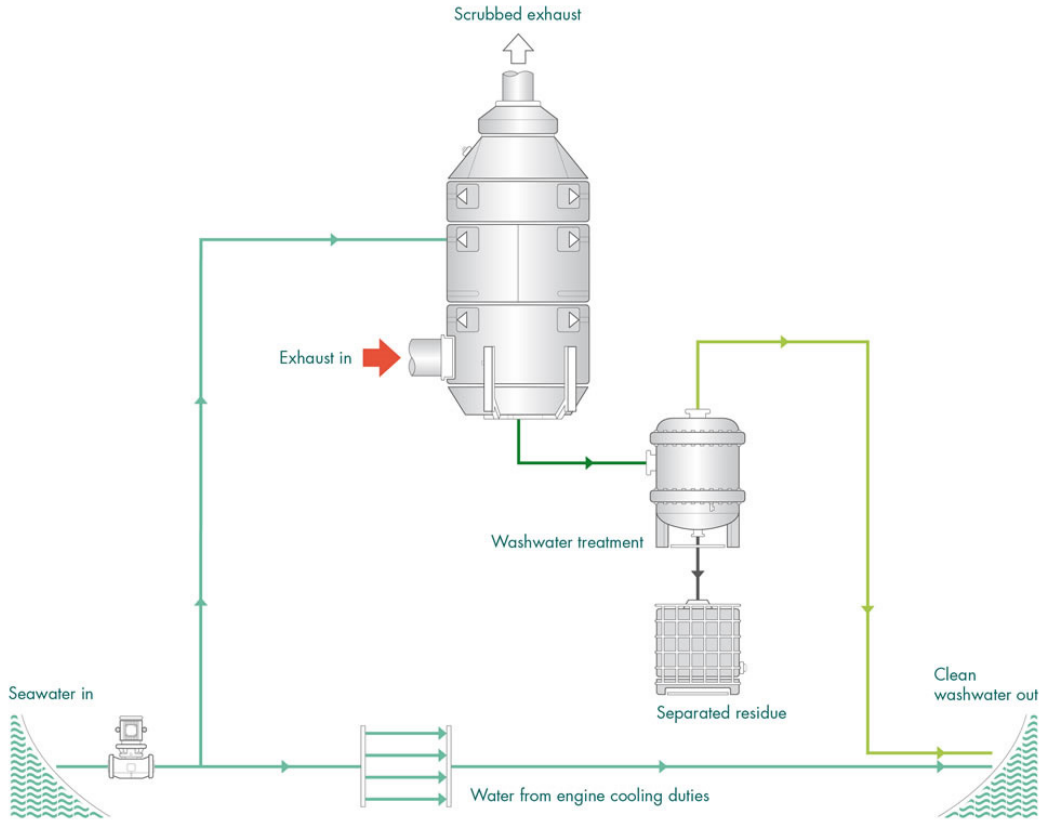 Scrubbed exhaust
Exhaust in
Washwater treatment
Seawater in
Clean
washwater out
Separated residue
Water from engine cooling duties